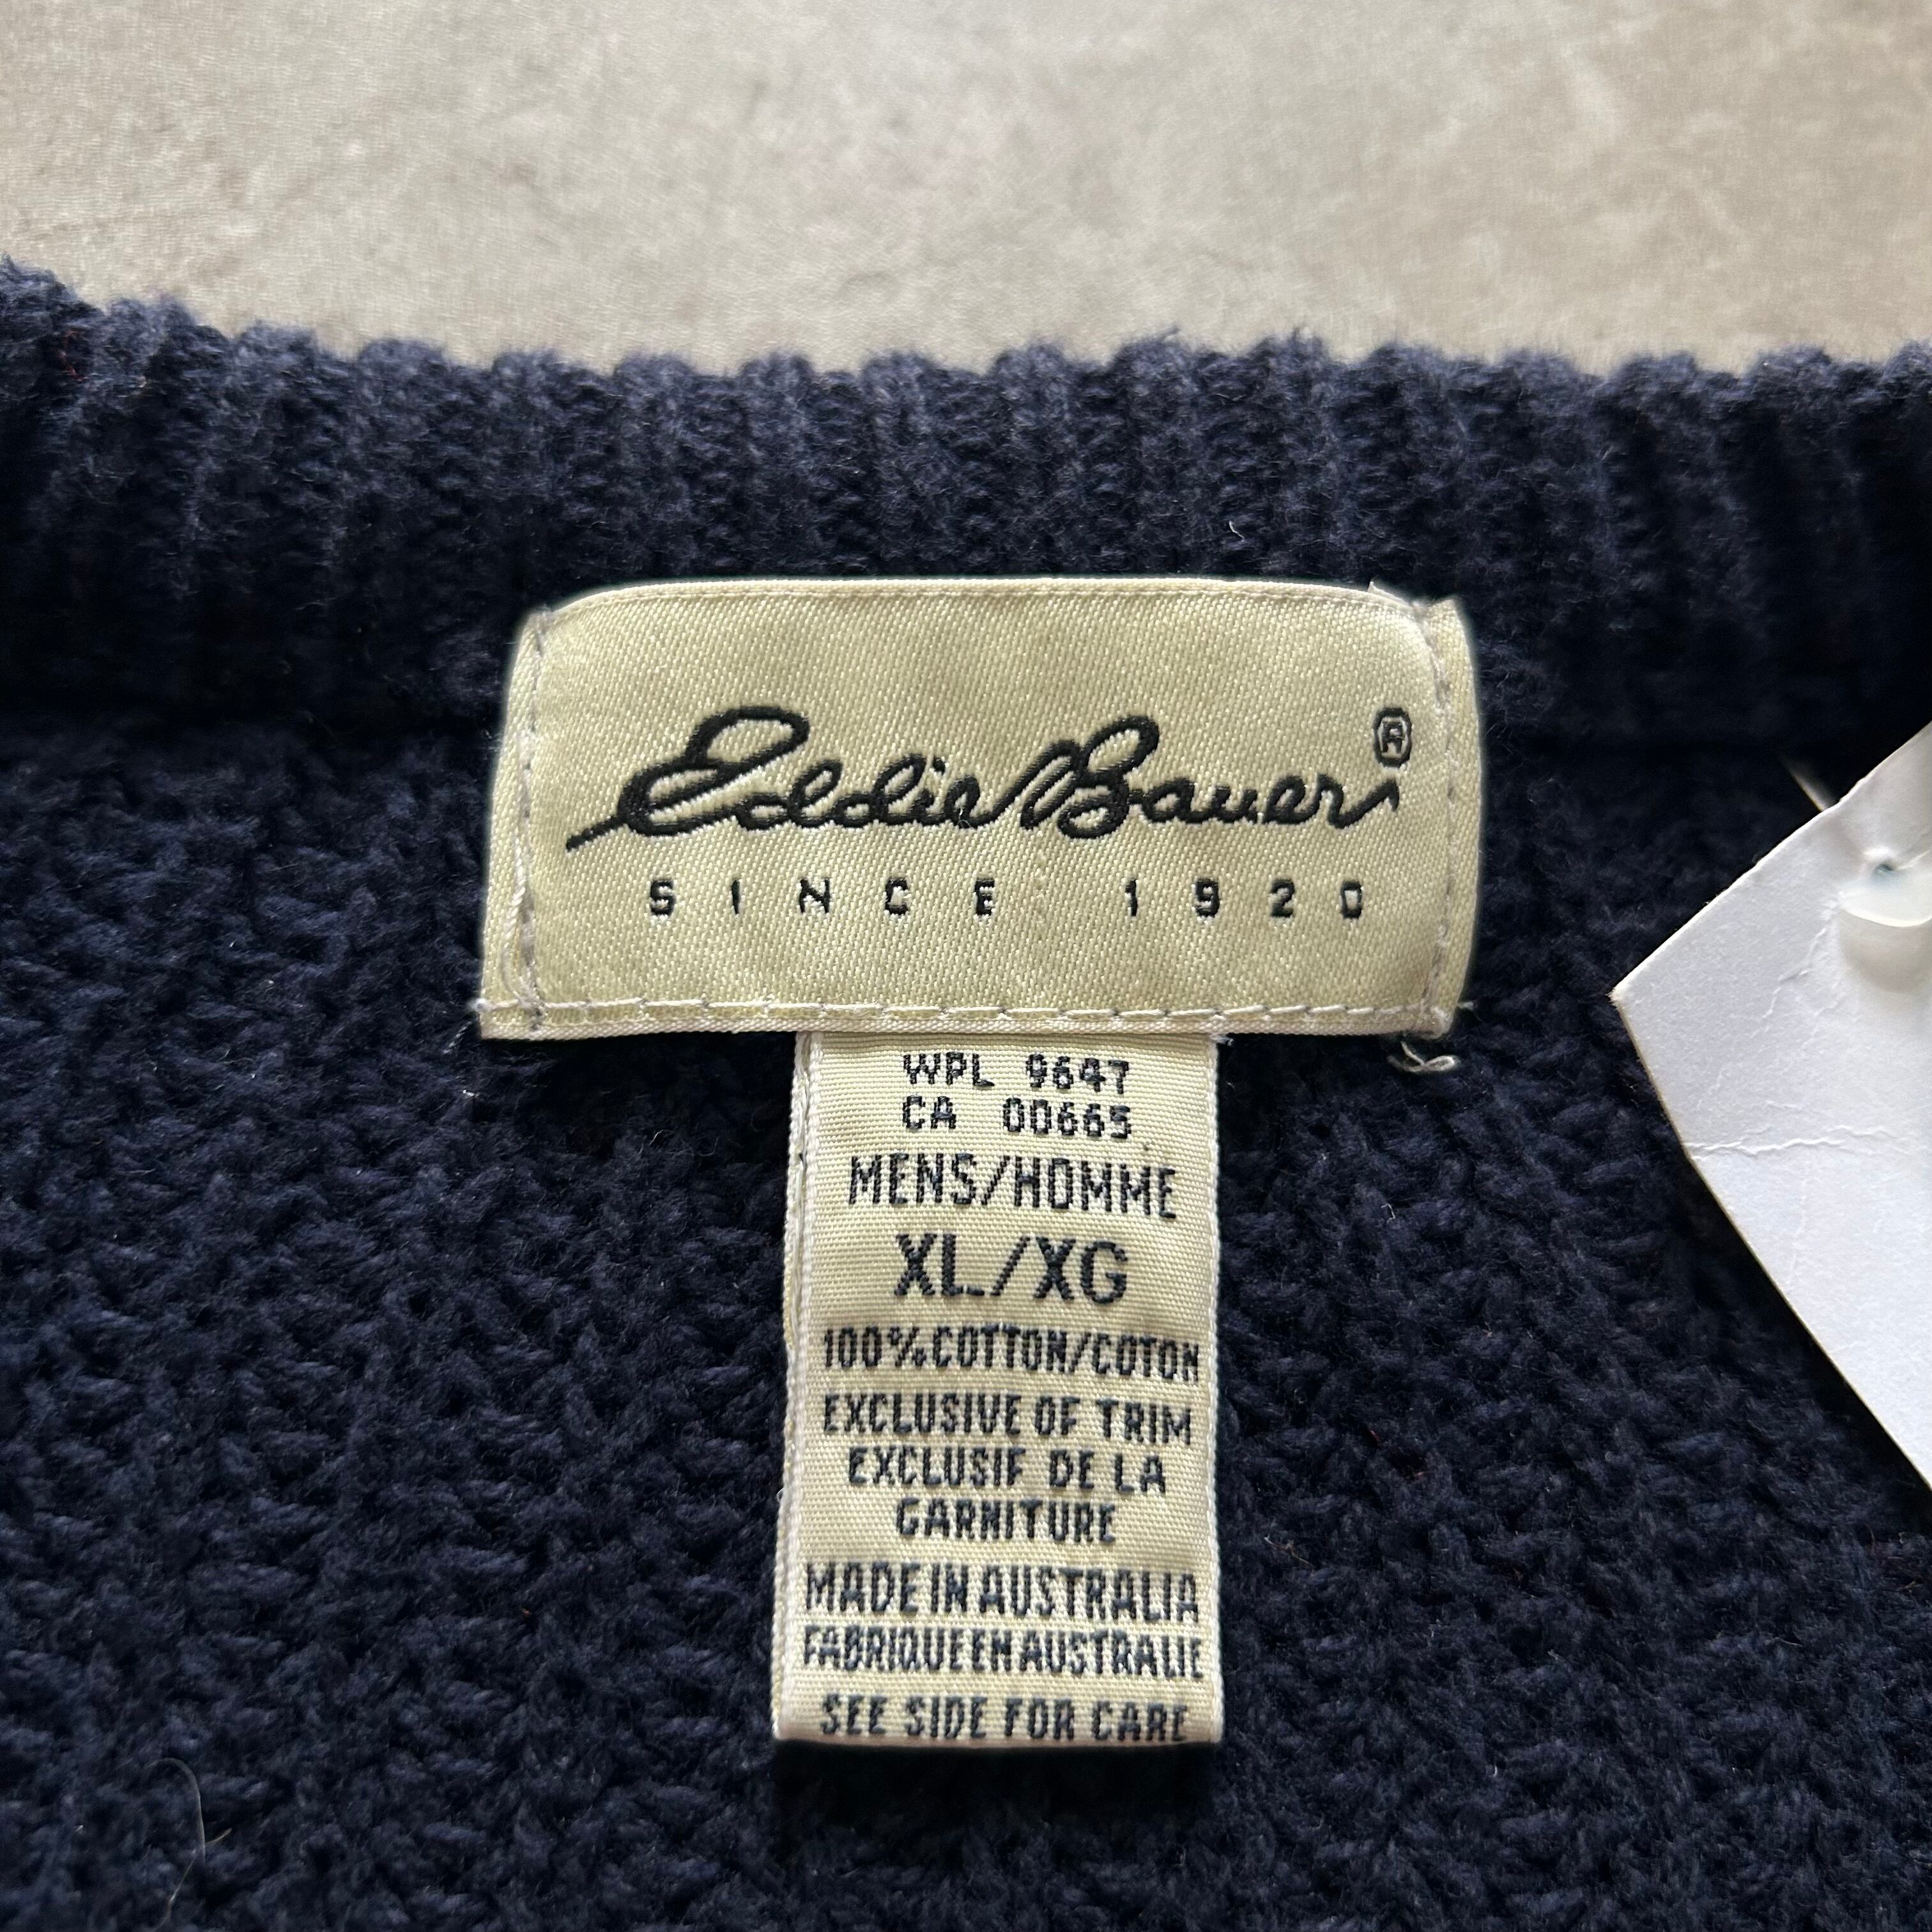 Eddie Bauer®
SINCE 1920
WPL 9647
CA 00665
MENS/HOMME
XL/XG
100% COTTON/COTON
EXCLUSIVE OF TRIM
EXCLUSIF DE LA
GARNITURE
MADE IN AUSTRALIA
FABRIQUE EN AUSTRALIE
SEE SIDE FOR CARE